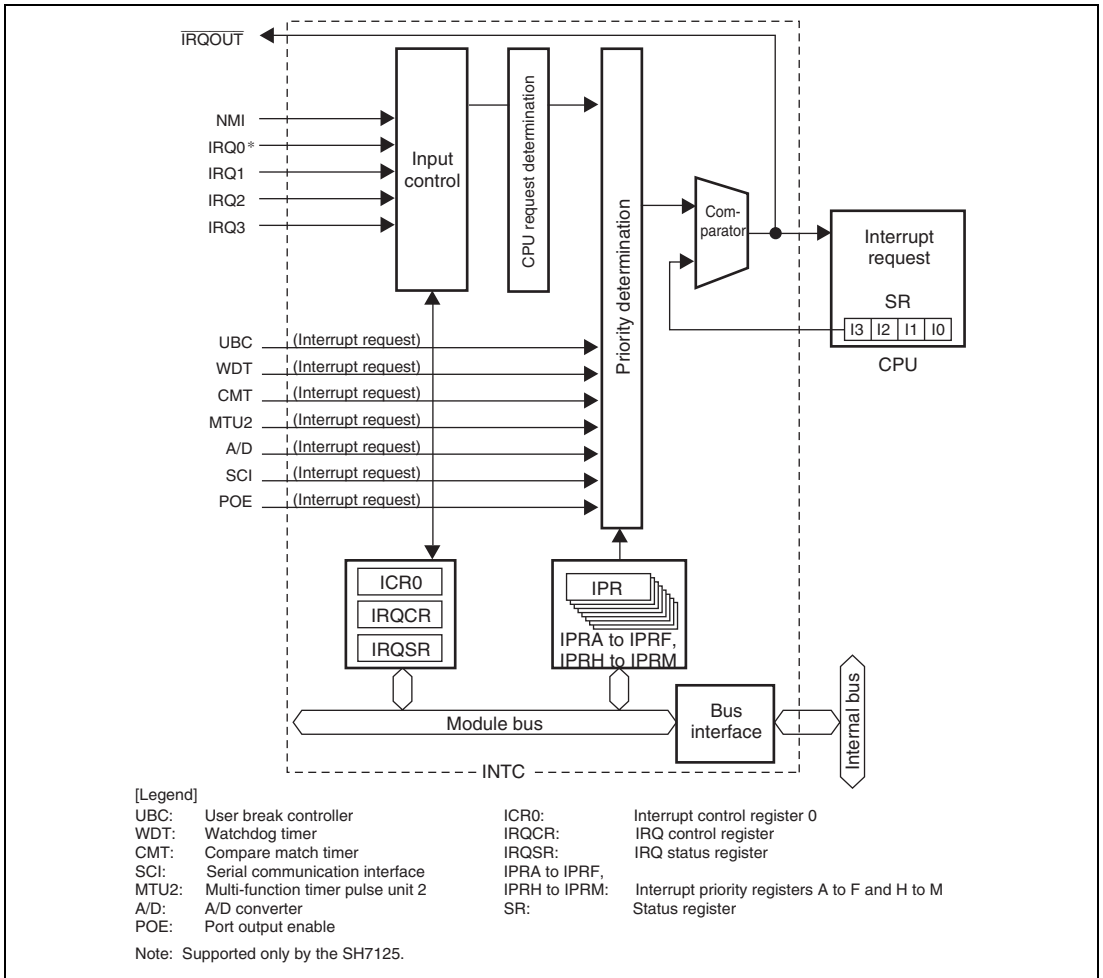 IRQOUT
NMI
IRQ0*
IRQ1
IRQ2
IRQ3
Input
control
CPU request determination
Priority determination
Com-
parator
Interrupt
request
SR
I3 I2 I1 I0
CPU
UBC (Interrupt request)
WDT (Interrupt request)
CMT (Interrupt request)
MTU2 (Interrupt request)
A/D (Interrupt request)
SCI (Interrupt request)
POE (Interrupt request)
ICR0
IRQCR
IRQSR
IPR
IPRA to IPRF,
IPRH to IPRM
Module bus
Bus
interface
Internal bus
INTC
[Legend]
UBC: User break controller
WDT: Watchdog timer
CMT: Compare match timer
SCI: Serial communication interface
MTU2: Multi-function timer pulse unit 2
A/D: A/D converter
POE: Port output enable
ICR0: Interrupt control register 0
IRQCR: IRQ control register
IRQSR: IRQ status register
IPRA to IPRF,
IPRH to IPRM: Interrupt priority registers A to F and H to M
SR: Status register
Note: Supported only by the SH7125.